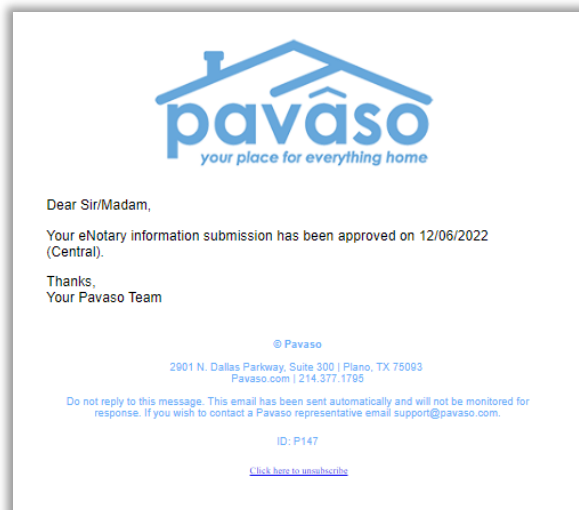 pavâso
your place for everything home
Dear Sir/Madam,
Your eNotary information submission has been approved on 12/06/2022
(Central).
Thanks,
Your Pavaso Team
© Pavaso
2901 N. Dallas Parkway, Suite 300 | Plano, TX 75093
Pavaso.com | 214.377.1795
Do not reply to this message. This email has been sent automatically and will not be monitored for
response. If you wish to contact a Pavaso representative email support@pavaso.com.
ID: P147
Click here to unsubscribe